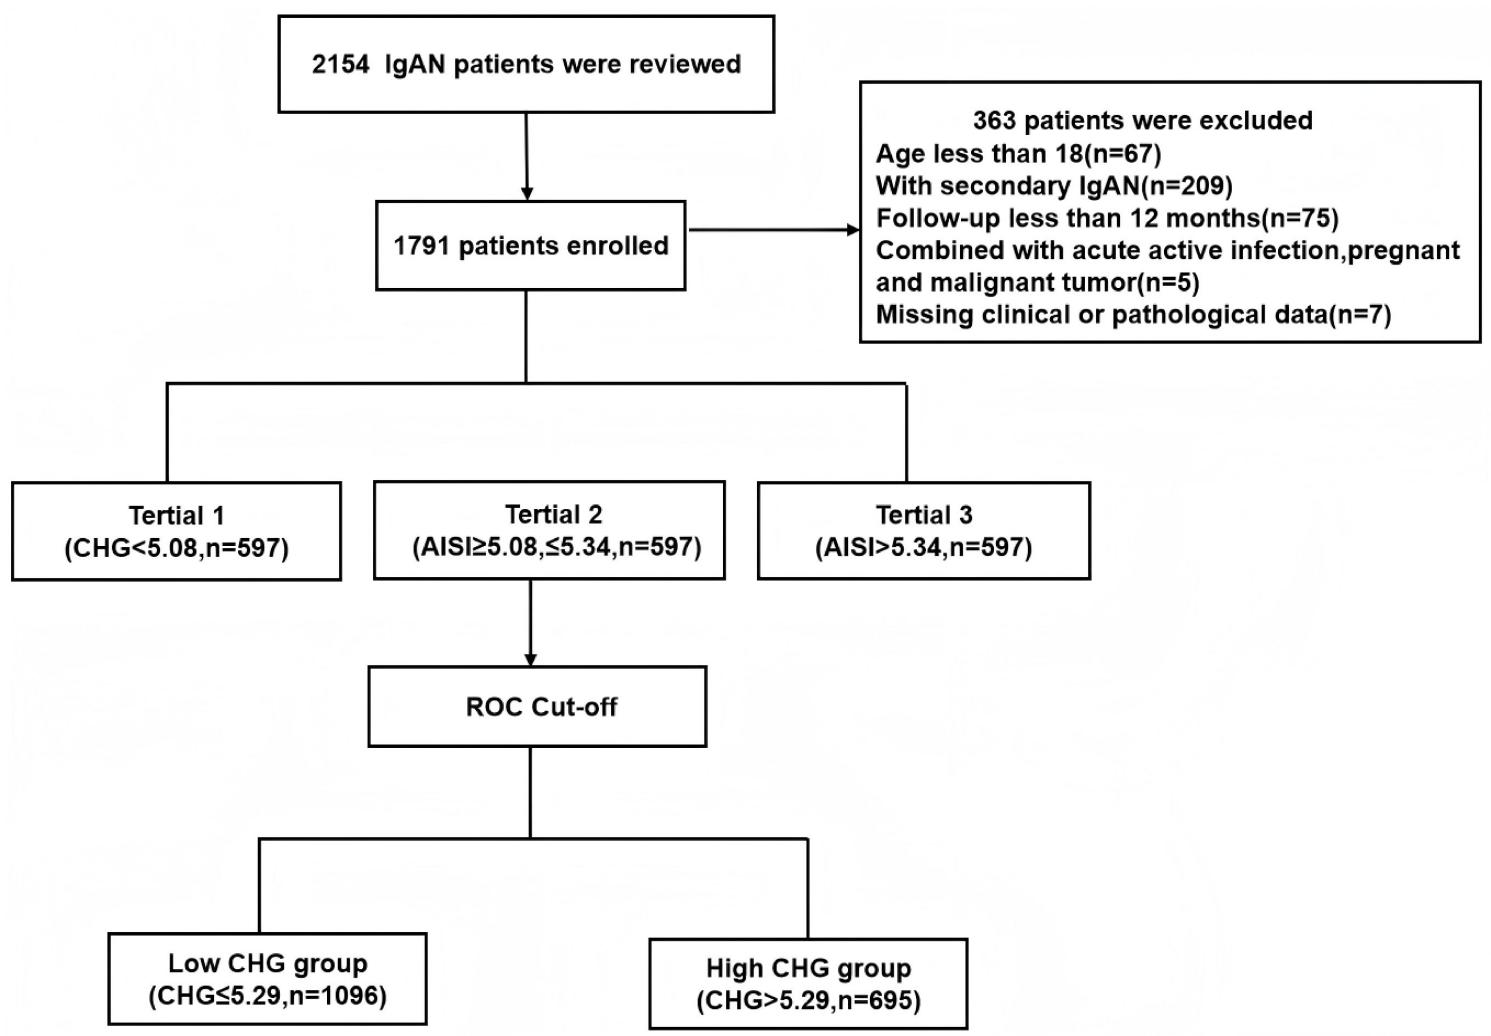 2154 IgAN patients were reviewed
363 patients were excluded
Age less than 18(n=67)
With secondary IgAN(n=209)
Follow-up less than 12 months(n=75)
Combined with acute active infection,pregnant
and malignant tumor(n=5)
Missing clinical or pathological data(n=7)
1791 patients enrolled
Tertial 1
(CHG<5.08,n=597)
Tertial 2
(AISI≥5.08,≤5.34,n=597)
Tertial 3
(AISI>5.34,n=597)
ROC Cut-off
Low CHG group
(CHG≤5.29,n=1096)
High CHG group
(CHG>5.29,n=695)